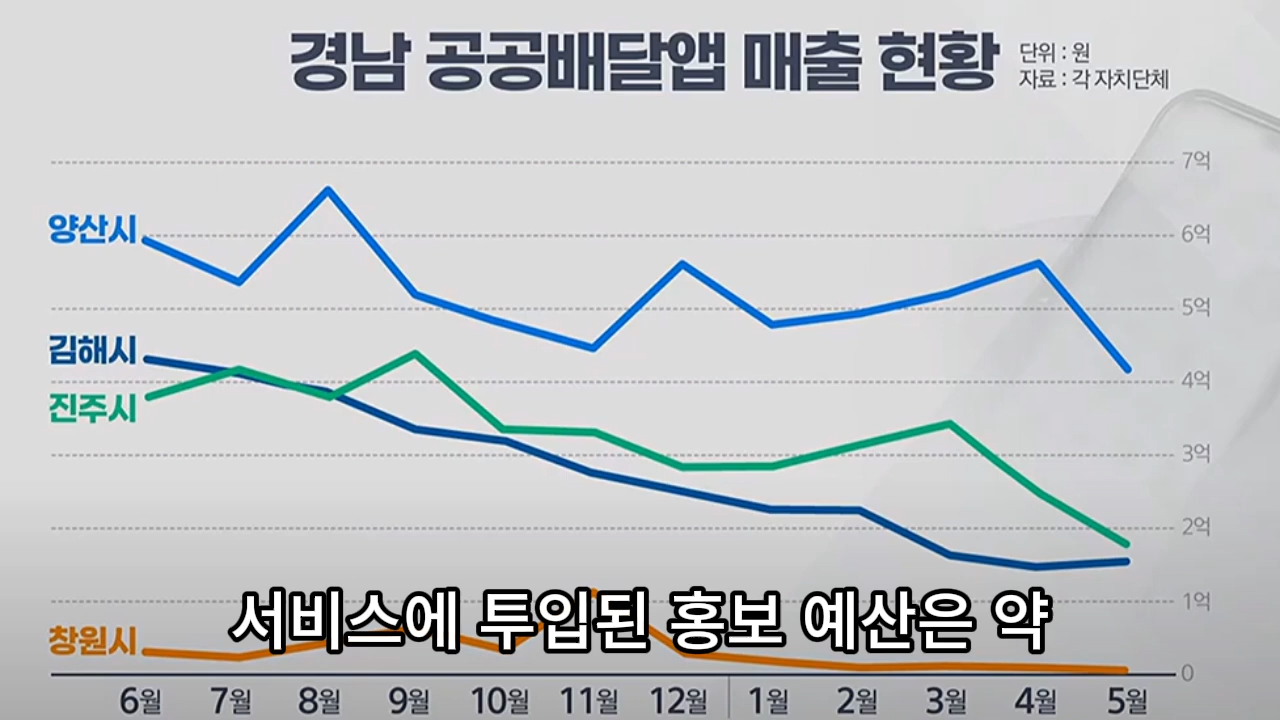 경남 공공배달앱 매출 현황
단위 : 원
자료 : 각 자치단체
7억
양산시
6억
5억
김해시
4억
진주시
3억
2억
1억
서비스에 투입된 홍보 예산은 약
창원시
0
6월 7월 8월 9월 10월 11월 12월 1월 2월 3월 4월 5월